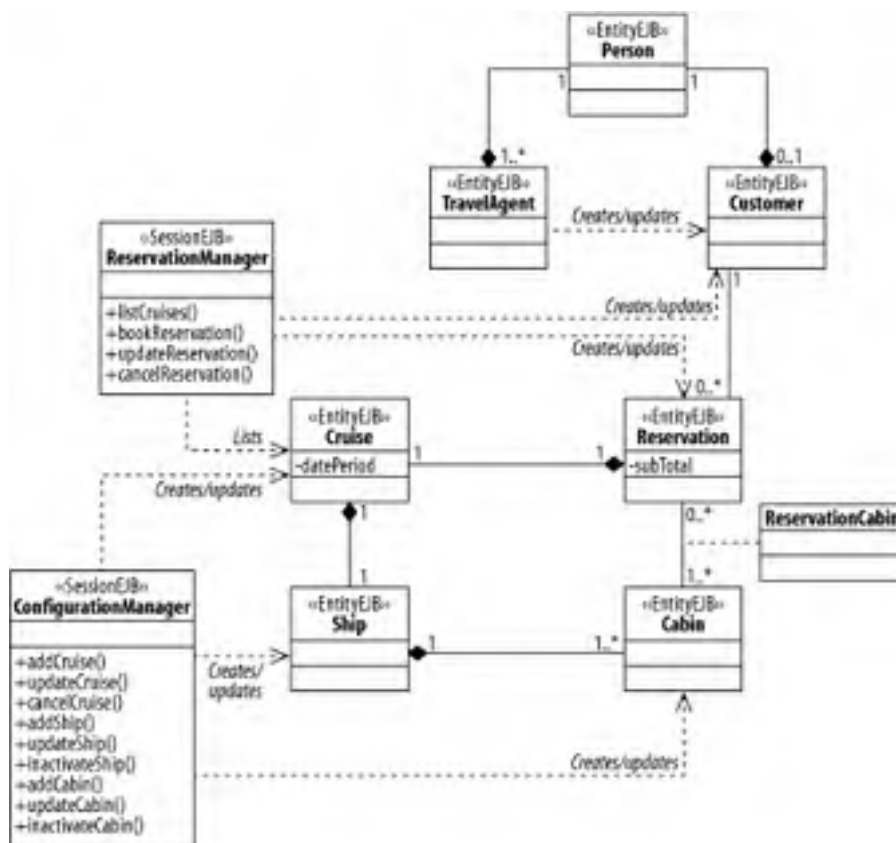 «EntityEJB»
Person
1
1
1..*
0..1
«EntityEJB»
TravelAgent
Creates/updates
«EntityEJB»
Customer
«SessionEJB»
ReservationManager
+listCruises()
+bookReservation()
+updateReservation()
+cancelReservation()
Creates/updates
1
Creates/updates
0..*
Lists
«EntityEJB»
Cruise
-datePeriod
1
1
«EntityEJB»
Reservation
-subTotal
Creates/updates
1
0..*
ReservationCabin
«SessionEJB»
ConfigurationManager
+addCruise()
+updateCruise()
+cancelCruise()
+addShip()
+updateShip()
+inactivateShip()
+addCabin()
+updateCabin()
+inactivateCabin()
1
1..*
«EntityEJB»
Ship
1
1..*
«EntityEJB»
Cabin
Creates/
updates
Creates/updates